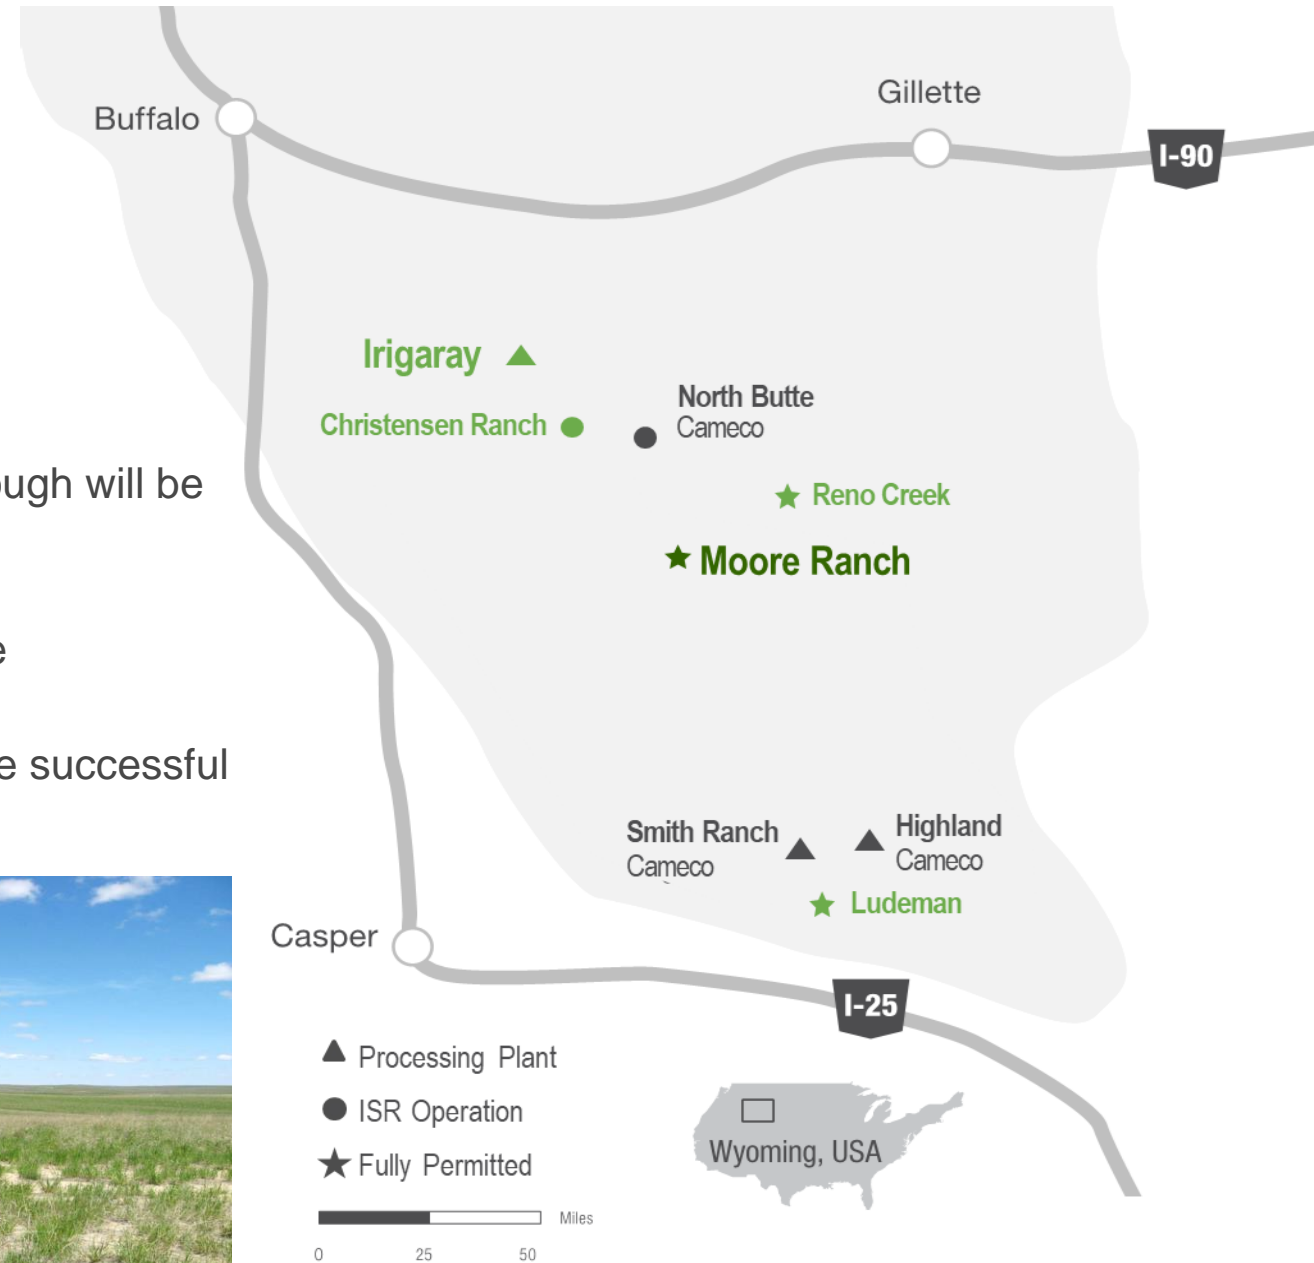 Buffalo
Gillette
I-90
Irigaray
Christensen Ranch
North Butte
Cameco
ugh will be
Reno Creek
Moore Ranch
e
e successful
Smith Ranch
Cameco
Highland
Cameco
Ludeman
Casper
I-25
Processing Plant
ISR Operation
Fully Permitted
Wyoming, USA
Miles
0 25 50